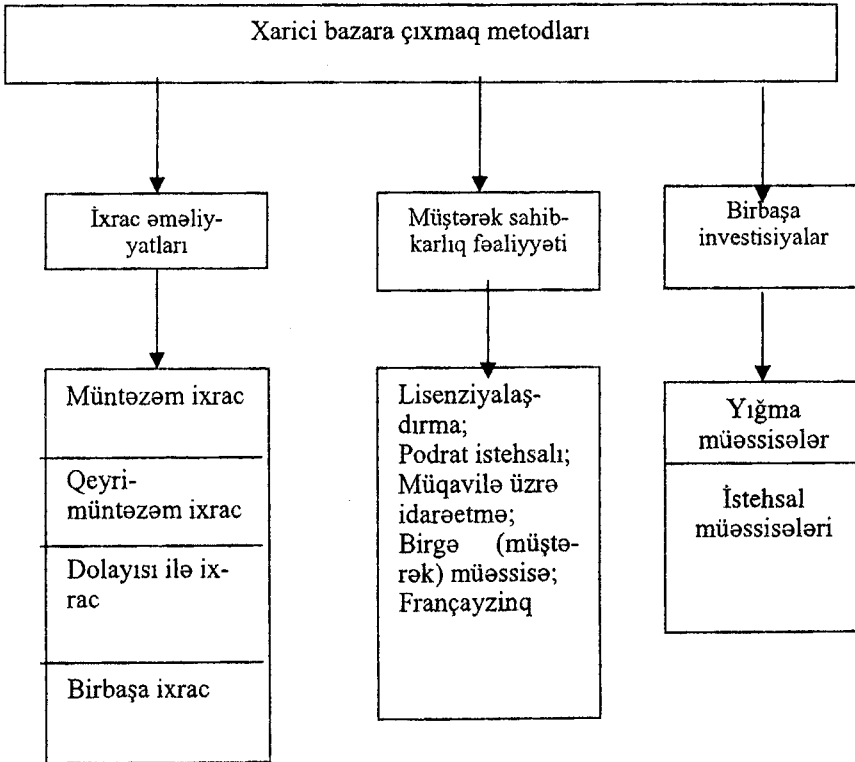 Xarici bazara çıxmaq metodları
İxrac əməliy-
yatları
Müştərək sahib-
karlıq fəaliyyəti
Birbaşa
investisiyalar
Müntəzəm ixrac
Qeyri-
müntəzəm ixrac
Dolayısı ilə ix-
rac
Birbaşa ixrac
Lisenziyalaş-
dırma;
Podrat istehsalı;
Müqavilə üzrə
idarəetmə;
Birgə (müştə-
rək) müəssisə;
Françayzinq
Yığma
müəssisələr
İstehsal
müəssisələri